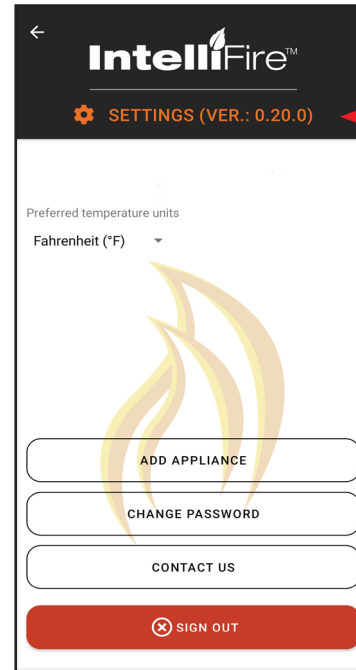 IntelliFire™
SETTINGS (VER.: 0.20.0)
Preferred temperature units
Fahrenheit (°F)
ADD APPLIANCE
CHANGE PASSWORD
CONTACT US
SIGN OUT